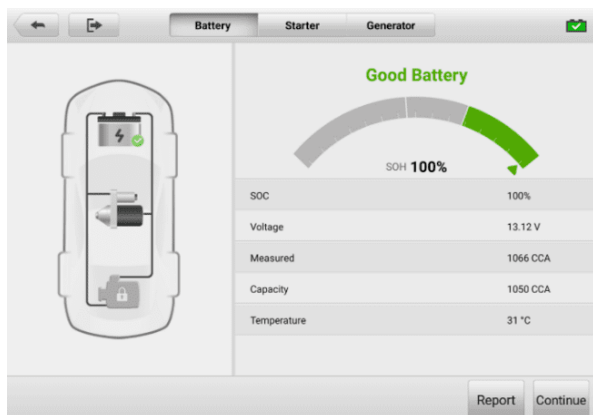 Battery
Starter
Generator
Good Battery
SOH 100%
SOC 100%
Voltage 13.12 V
Measured 1066 CCA
Capacity 1050 CCA
Temperature 31 °C
Report
Continue